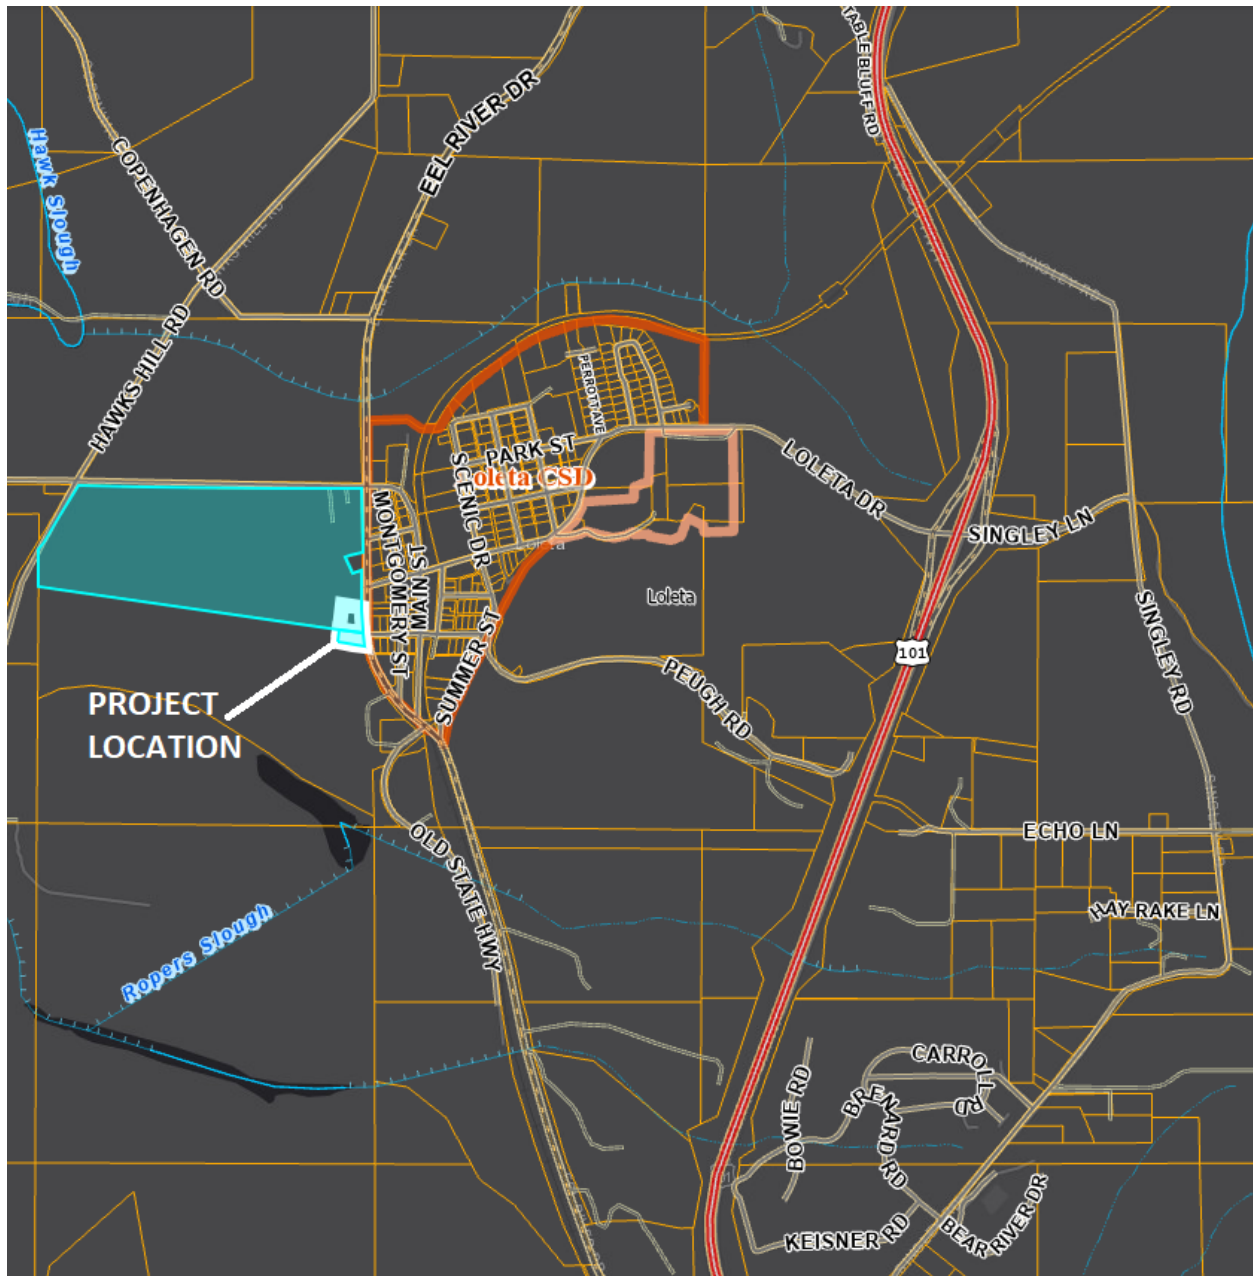 TABLE BLUFF RD
EEL RIVER DR
Hawk Slough
COPENHAGEN RD
HAWKS HILL RD
PERROTT AVE
PARK ST
oleta CSD
SCENIC DR
LOLETA DR
SINGLEY LN
MONTGOMERY ST
MAIN ST
Loleta
Loleta
SINGLEY RD
101
SUMMER ST
PEUGH RD
PROJECT
LOCATION
ECHO LN
OLD STATE HWY
HAY RAKE LN
Ropers Slough
CARROLL RD
BRENARD RD
BOWIE RD
KEISNER RD
BEAR RIVER DR